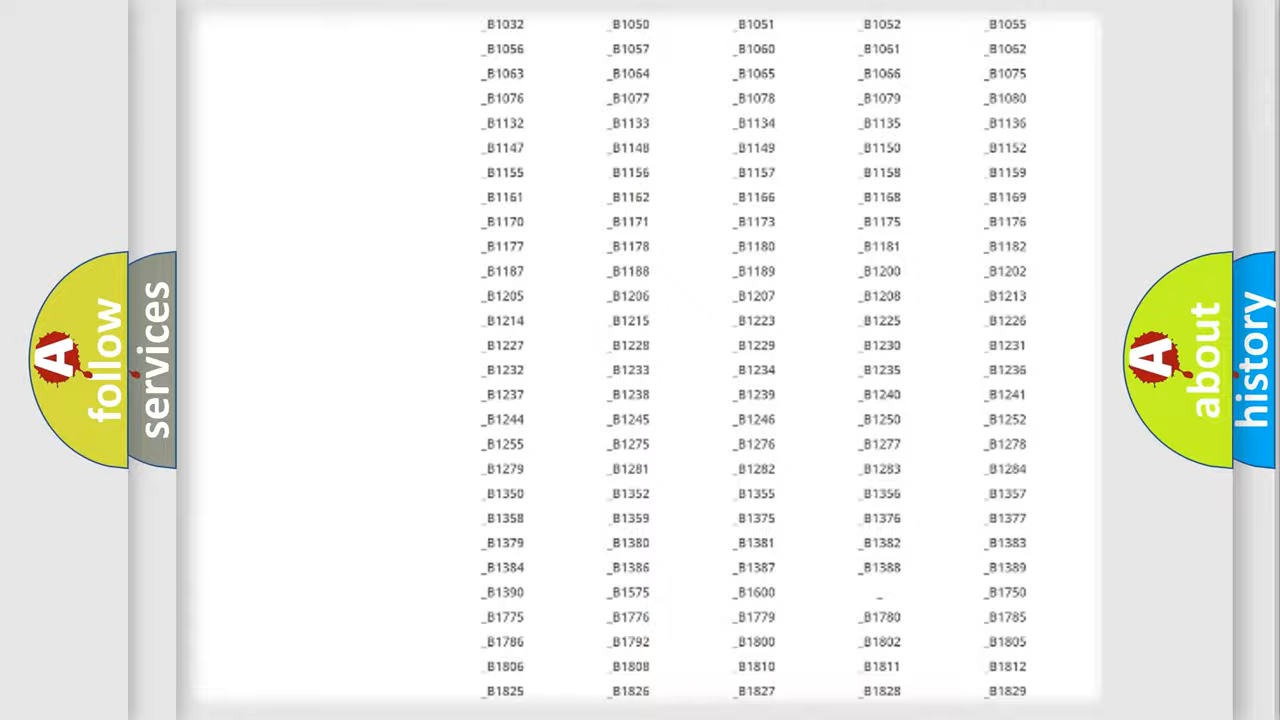 _B1032 _B1050 _B1051 _B1052 _B1055
_B1056 _B1057 _B1060 _B1061 _B1062
_B1063 _B1064 _B1065 _B1066 _B1075
_B1076 _B1077 _B1078 _B1079 _B1080
_B1132 _B1133 _B1134 _B1135 _B1136
_B1147 _B1148 _B1149 _B1150 _B1152
_B1155 _B1156 _B1157 _B1158 _B1159
_B1161 _B1162 _B1166 _B1168 _B1169
_B1170 _B1171 _B1173 _B1175 _B1176
_B1177 _B1178 _B1180 _B1181 _B1182
_B1187 _B1188 _B1189 _B1200 _B1202
_B1205 _B1206 _B1207 _B1208 _B1213
_B1214 _B1215 _B1223 _B1225 _B1226
_B1227 _B1228 _B1229 _B1230 _B1231
_B1232 _B1233 _B1234 _B1235 _B1236
_B1237 _B1238 _B1239 _B1240 _B1241
_B1244 _B1245 _B1246 _B1250 _B1252
_B1255 _B1275 _B1276 _B1277 _B1278
_B1279 _B1281 _B1282 _B1283 _B1284
_B1350 _B1352 _B1355 _B1356 _B1357
_B1358 _B1359 _B1375 _B1376 _B1377
_B1379 _B1380 _B1381 _B1382 _B1383
_B1384 _B1386 _B1387 _B1388 _B1389
_B1390 _B1575 _B1600 _ _B1750
_B1775 _B1776 _B1779 _B1780 _B1785
_B1786 _B1792 _B1800 _B1802 _B1805
_B1806 _B1808 _B1810 _B1811 _B1812
_B1825 _B1826 _B1827 _B1828 _B1829
A follow
services
A about
history